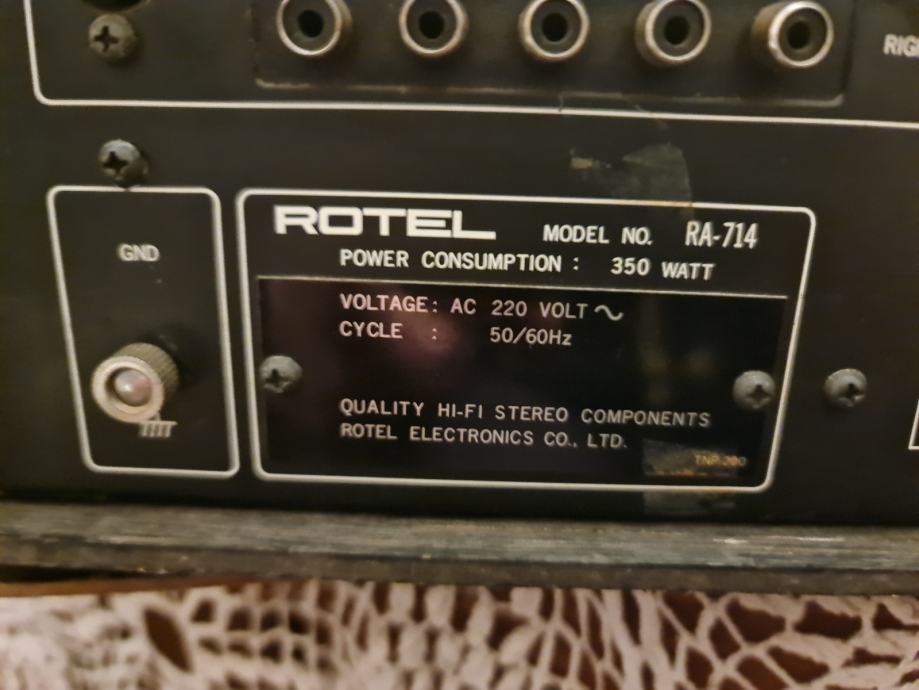 RIG
GND
ROTEL MODEL NO. RA-714
POWER CONSUMPTION : 350 WATT
VOLTAGE: AC 220 VOLT ~
CYCLE : 50/60Hz
QUALITY HI-FI STEREO COMPONENTS
ROTEL ELECTRONICS CO., LTD.